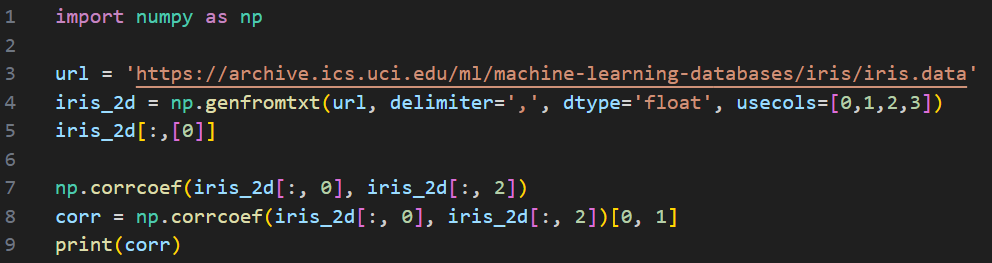 1 import numpy as np
2
3 url = 'https://archive.ics.uci.edu/ml/machine-learning-databases/iris/iris.data'
4 iris_2d = np.genfromtxt(url, delimiter=',', dtype='float', usecols=[0,1,2,3])
5 iris_2d[:,[0]]
6
7 np.corrcoef(iris_2d[:, 0], iris_2d[:, 2])
8 corr = np.corrcoef(iris_2d[:, 0], iris_2d[:, 2])[0, 1]
9 print(corr)